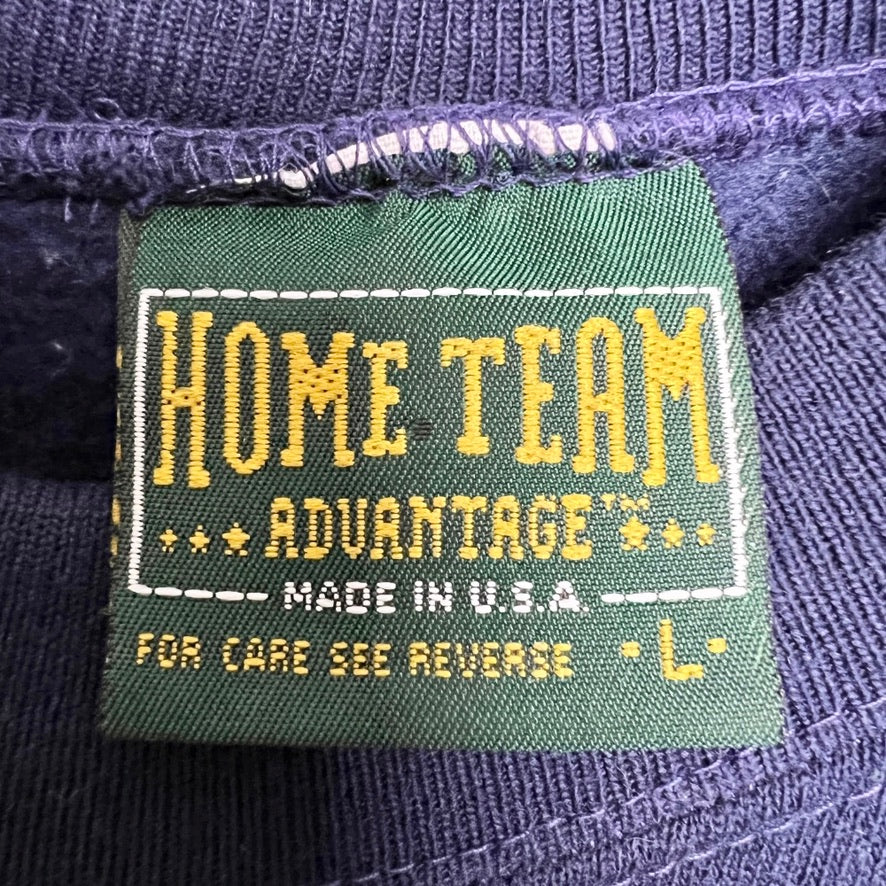 HOME TEAM
ADVANTAGE™
MADE IN U.S.A.
FOR CARE SEE REVERSE -L-